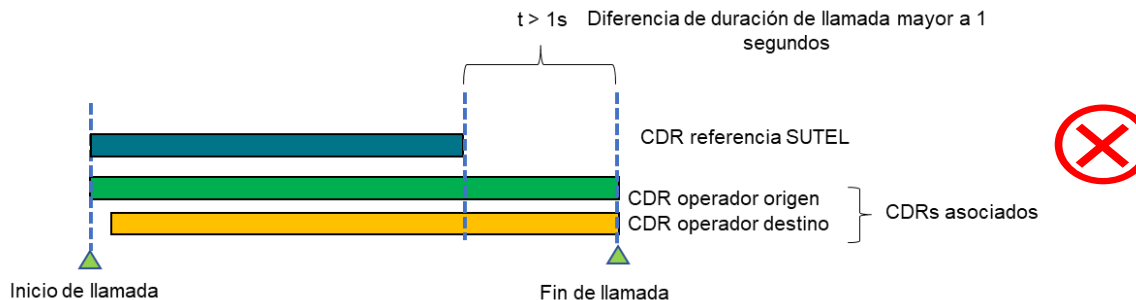 t > 1s Diferencia de duración de llamada mayor a 1
segundos
CDR referencia SUTEL
CDR operador origen
CDR operador destino
CDRs asociados
Inicio de llamada
Fin de llamada